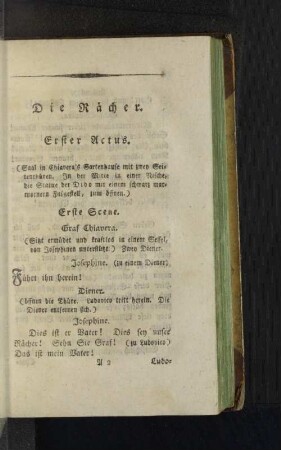 Die Rächer.
Erster Actus.
(Saal in Chiavera's Gartenhause mit zwey Sei-
tenthüren. In der Mitte in einer Nische,
die Statue der Dido mit einem schwarz mar-
mornern Fußgestell, zum öfnen.)
Erste Scene.
Graf Chiavera.
(Sitzt ermüdet und kraftlos in einem Sessel,
von Josephinen unterstützt.) Zwey Diener.
Josephine. (zu einem Diener)
Führt ihn herein!
Diener.
(öfnen die Thüre. Ludovico tritt herein. Die
Diener entfernen sich.)
Josephine.
Dies ist er Vater! Dies sey unser
Rächer! Sehn Sie Graf! (zu Ludovico)
Das ist mein Vater!
A 2 Ludo-